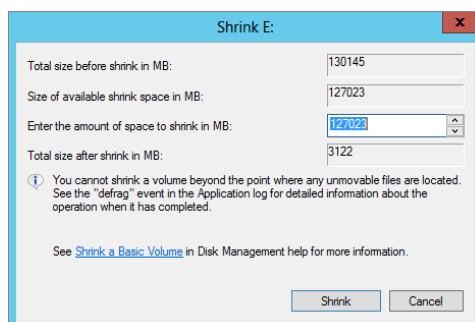 Shrink E:
x
Total size before shrink in MB: 130145
Size of available shrink space in MB: 127023
Enter the amount of space to shrink in MB: 127023
Total size after shrink in MB: 3122
You cannot shrink a volume beyond the point where any unmovable files are located.
See the "defrag" event in the Application log for detailed information about the
operation when it has completed.
See Shrink a Basic Volume in Disk Management help for more information.
Shrink Cancel